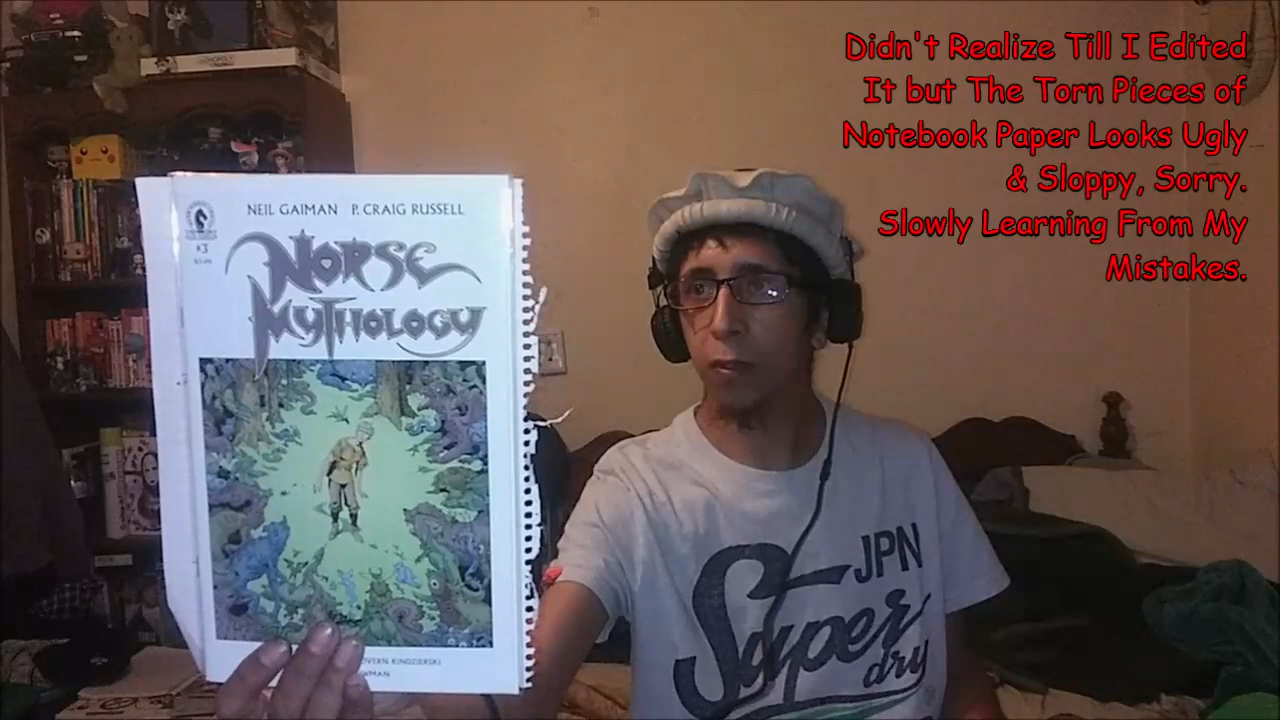 Didn't Realize Till I Edited
It but The Torn Pieces of
Notebook Paper Looks Ugly
& Sloppy, Sorry.
Slowly Learning From My
Mistakes.
MONOPOLY
NEIL GAIMAN P. CRAIG RUSSELL
#3
NORSE
MYTHOLOGY
JPN
Super
dry